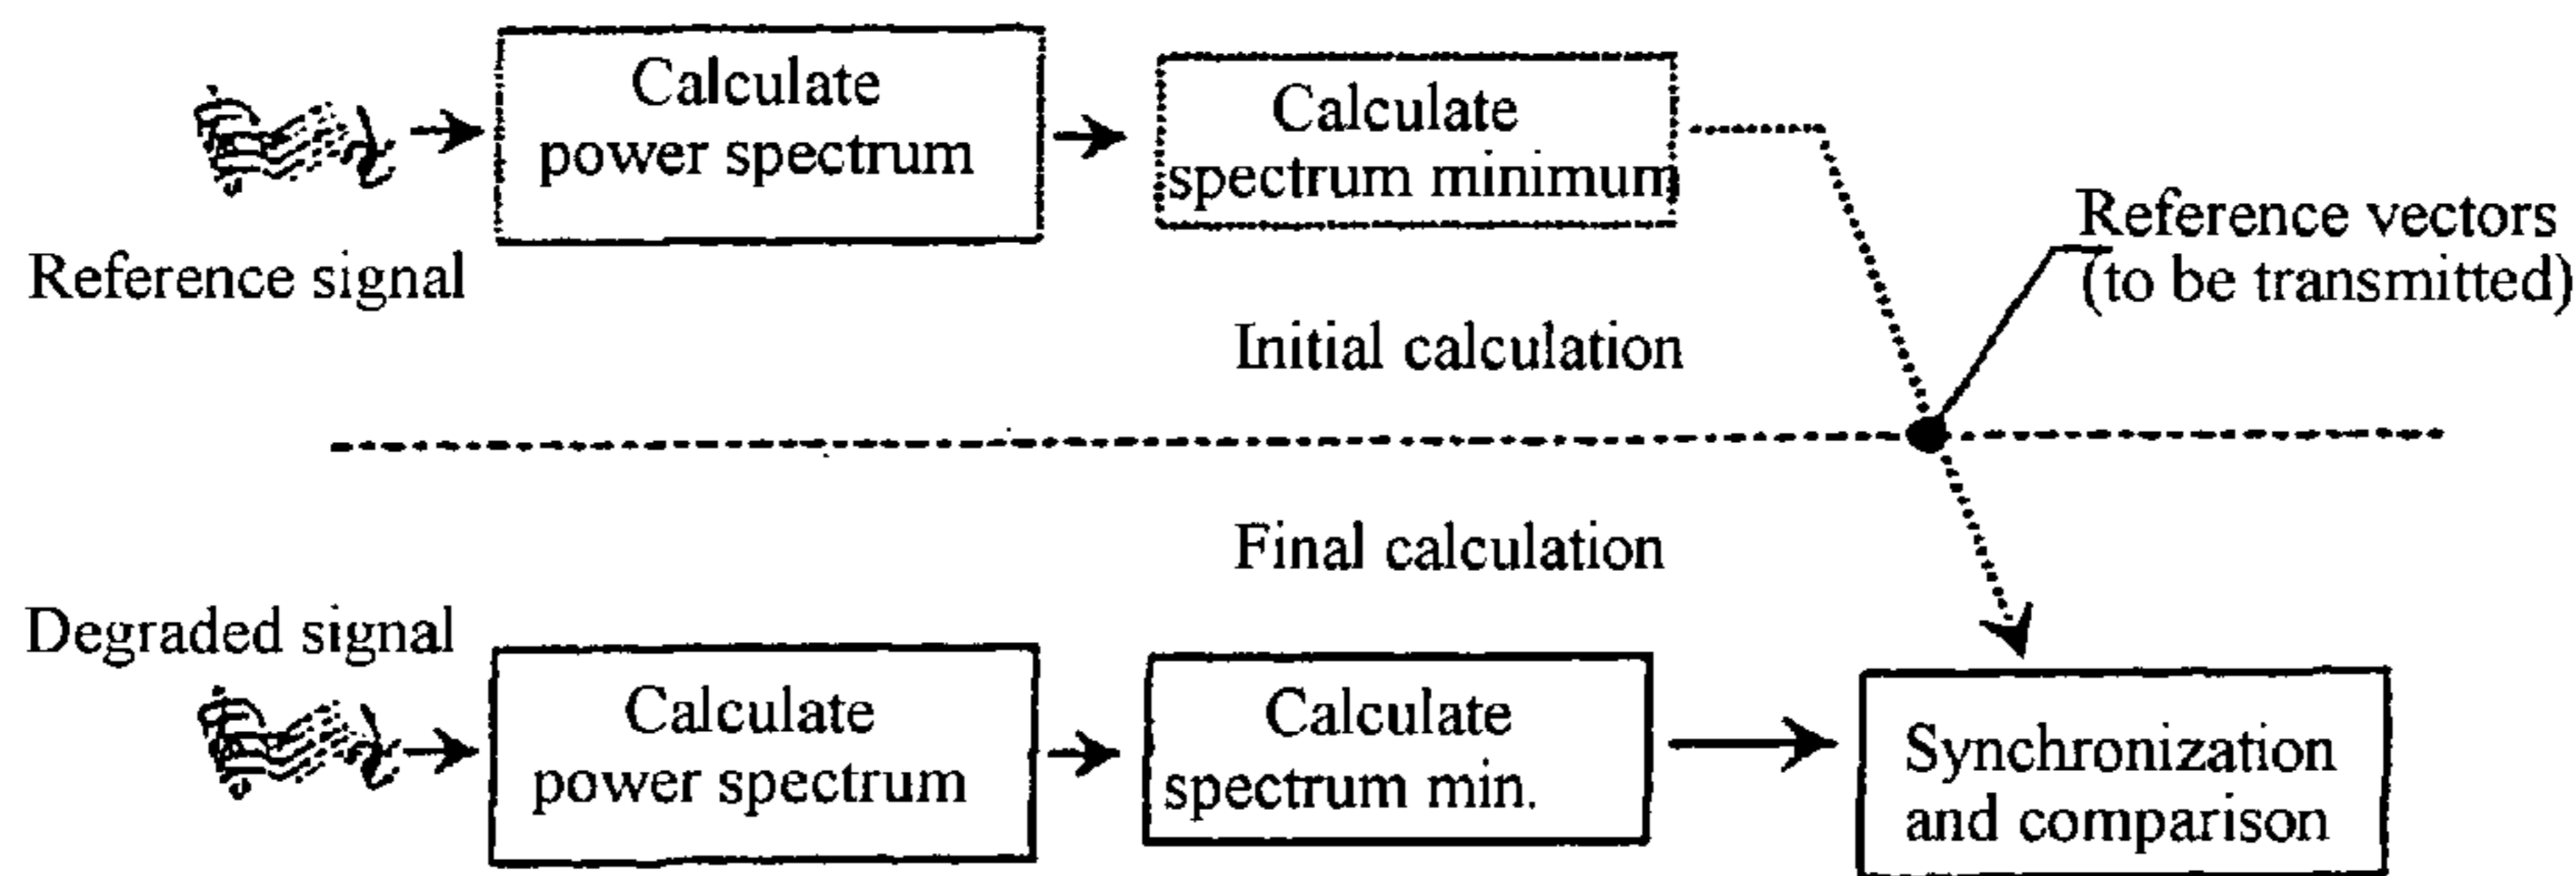 Calculate
power spectrum
Calculate
spectrum minimum
Reference signal
Reference vectors
(to be transmitted)
Initial calculation
Final calculation
Degraded signal
Calculate
power spectrum
Calculate
spectrum min.
Synchronization
and comparison